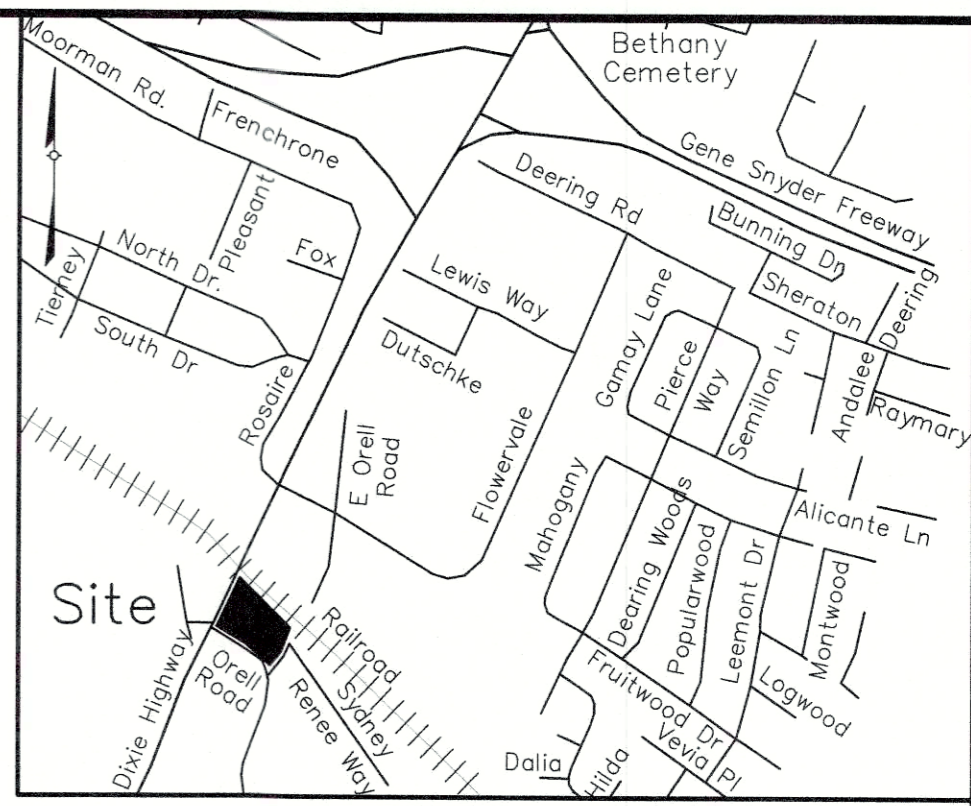 Bethany
Cemetery
Moorman Rd.
Frenchrone
Gene Snyder Freeway
Deering Rd
Pleasant
Bunning Dn
North Dr.
Fox
Tierney
Lewis Way
Sheraton
Deering
South Dr
Dutschke
Gamay Lane
Pierce
Way
Semillon Ln
Andalee
Raymary
Rosaire
E Orell
Road
Flowervale
Mahogany
Alicante Ln
Dearing Woods
Popularwood
Leemont Dr
Montwood
Site
Railroad
Orell
Road
Sydney
Renee Way
Dixie Highway
Fruitwood Dr
Logwood
Vevia Pl
Dalia
Hilda